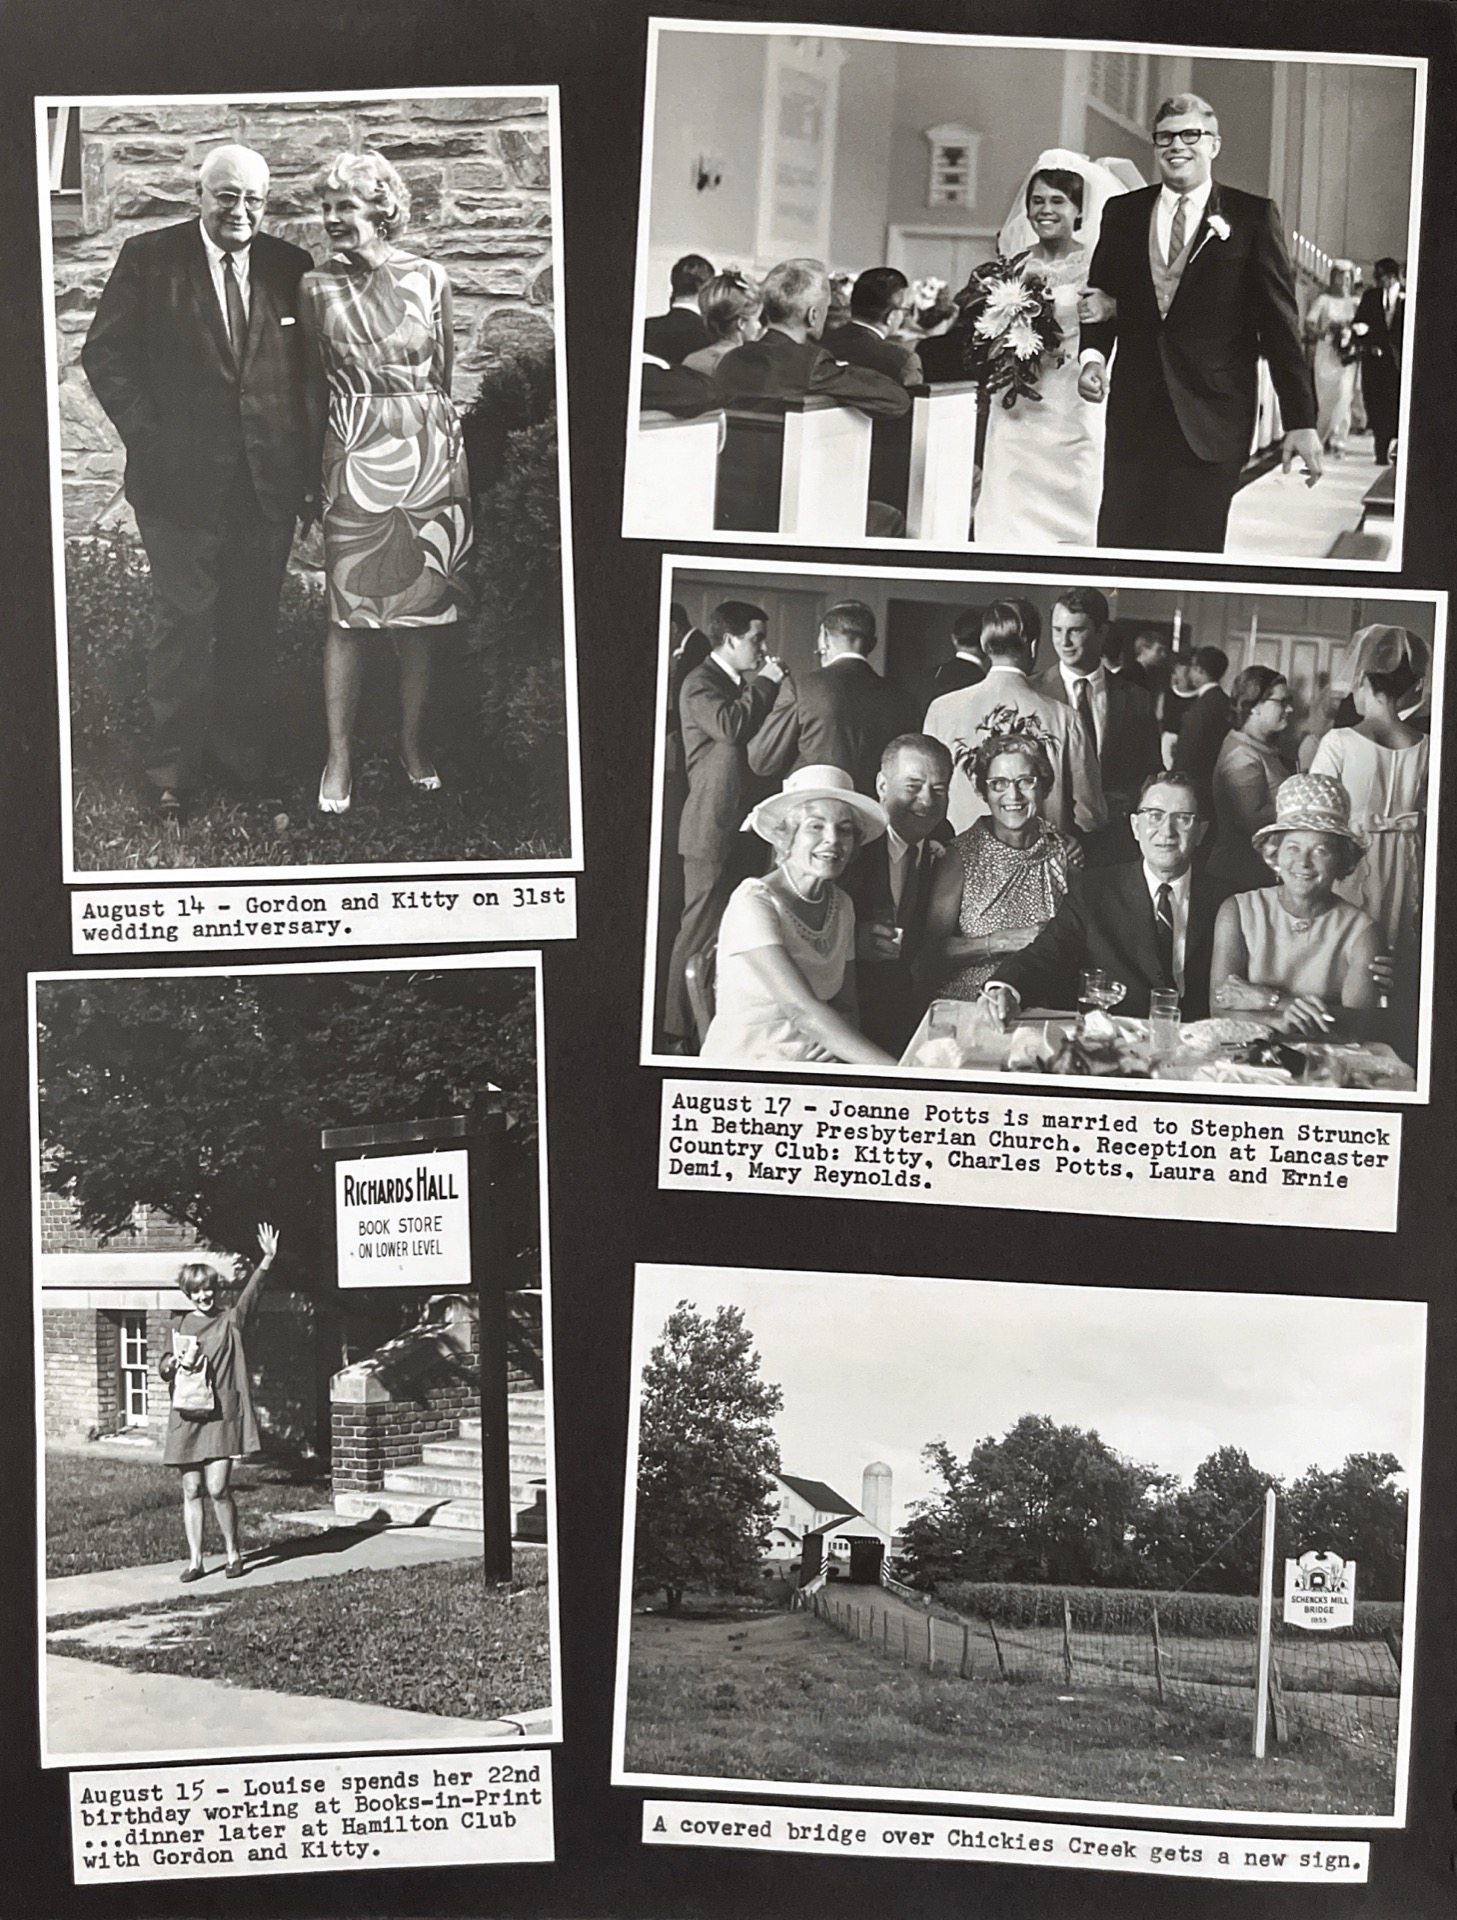 August 14 - Gordon and Kitty on 31st
wedding anniversary.
August 17 - Joanne Potts is married to Stephen Strunck
in Bethany Presbyterian Church. Reception at Lancaster
Country Club: Kitty, Charles Potts, Laura and Ernie
Demi, Mary Reynolds.
RICHARDS HALL
BOOK STORE
ON LOWER LEVEL
August 15 - Louise spends her 22nd
birthday working at Books-in-Print
...dinner later at Hamilton Club
with Gordon and Kitty.
SCHENCK'S MILL
BRIDGE
1855
A covered bridge over Chickies Creek gets a new sign.